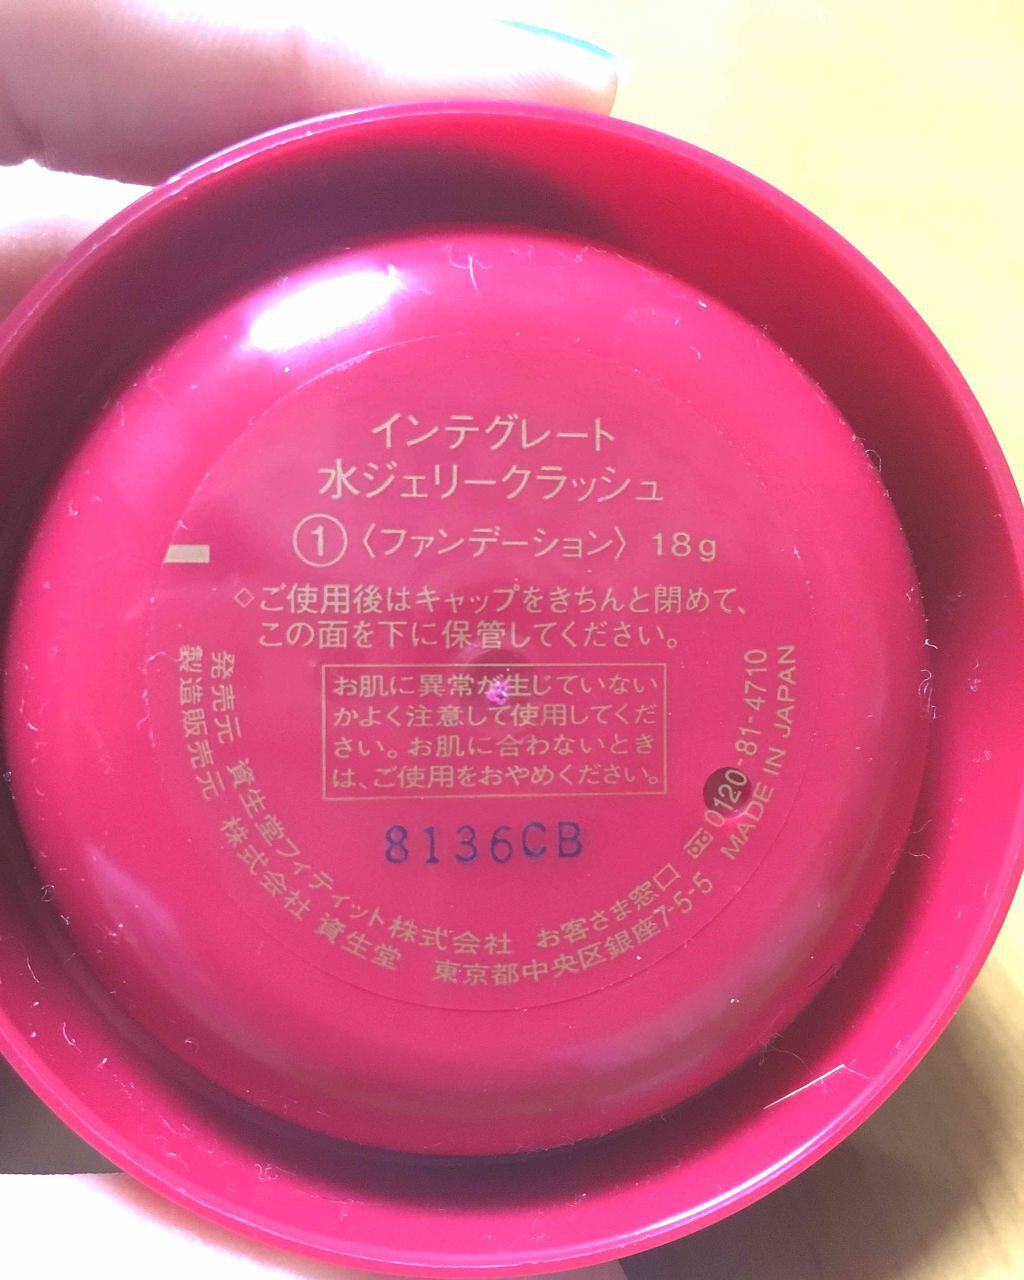 インテグレート
水ジェリークラッシュ
① 〈ファンデーション〉 18g
◇ご使用後はキャップをきちんと閉めて、
この面を下に保管してください。
お肌に異常が生じていない
かよく注意して使用してくだ
さい。お肌に合わないとき
は、ご使用をおやめください。
8136CB
発売元 資生堂フィティット株式会社 お客さま窓口 0120-81-4710
製造販売元 株式会社 資生堂 東京都中央区銀座7-5-5 MADE IN JAPAN